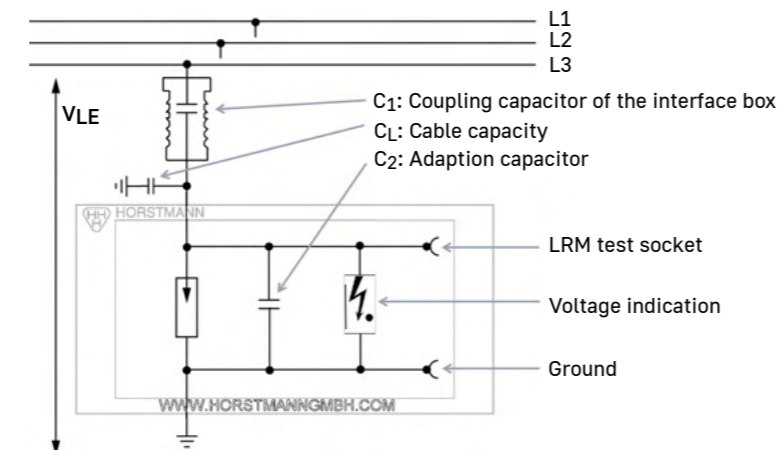 L1
L2
L3
VLE
C1: Coupling capacitor of the interface box
CL: Cable capacity
C2: Adaption capacitor
HH HORSTMANN
LRM test socket
Voltage indication
Ground
WWW.HORSTMANNGMBH.COM